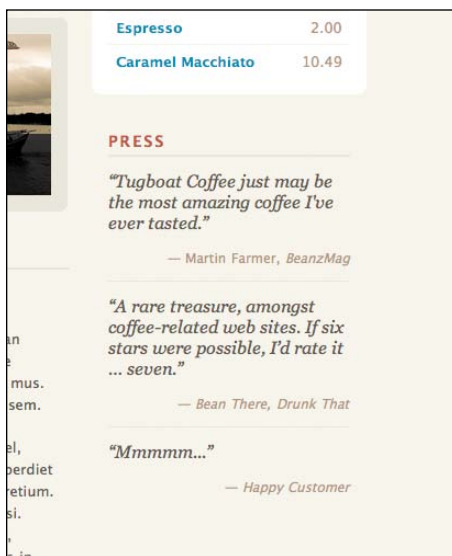 Espresso 2.00
Caramel Macchiato 10.49
PRESS
“Tugboat Coffee just may be
the most amazing coffee I've
ever tasted.”
— Martin Farmer, BeanzMag
“A rare treasure, amongst
coffee-related web sites. If six
stars were possible, I’d rate it
... seven.”
— Bean There, Drunk That
“Mmmmm...”
— Happy Customer
mus.
sem.